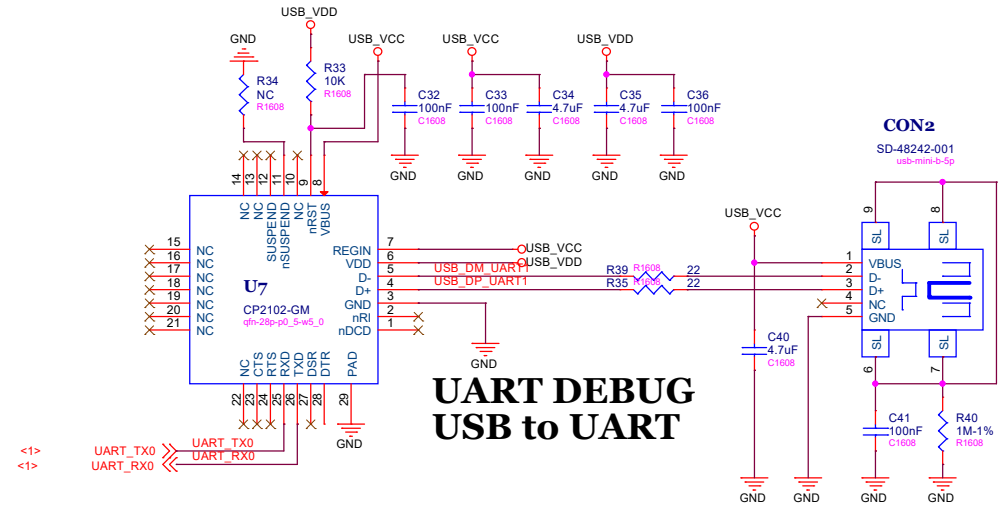 USB_VDD
GND
USB_VCC
USB_VCC
USB_VDD
R34
NC
R1608
R33
10K
R1608
C32
100nF
C1608
C33
100nF
C1608
C34
4.7uF
C1608
C35
4.7uF
C1608
C36
100nF
C1608
GND
GND
GND
GND
GND
CON2
SD-48242-001
usb-mini-b-5p
14
13
12
11
10
9
8
NC
NC
SUSPEND
nSUSPEND
NC
nRST
VBUS
15
16
17
18
19
20
21
NC
NC
NC
NC
NC
NC
NC
U7
CP2102-GM
qfn-28p-p0_5-w5_0
REGIN
VDD
D-
D+
GND
nRI
nDCD
7
6
5
4
3
2
1
USB_VCC
USB_VDD
USB_DM_UART1
USB_DP_UART1
R39
R1608
22
R35
R1608
22
GND
NC
CTS
RTS
RXD
TXD
DSR
DTR
PAD
22
23
24
25
26
27
28
29
GND
<1>
UART_TX0
UART_TX0
<1>
UART_RX0
UART_RX0
UART DEBUG
USB to UART
USB_VCC
C40
4.7uF
C1608
GND
GND
9
8
SL
SL
1
2
3
4
5
VBUS
D-
D+
NC
GND
SL
SL
6
7
C41
100nF
C1608
R40
1M-1%
R1608
GND
GND